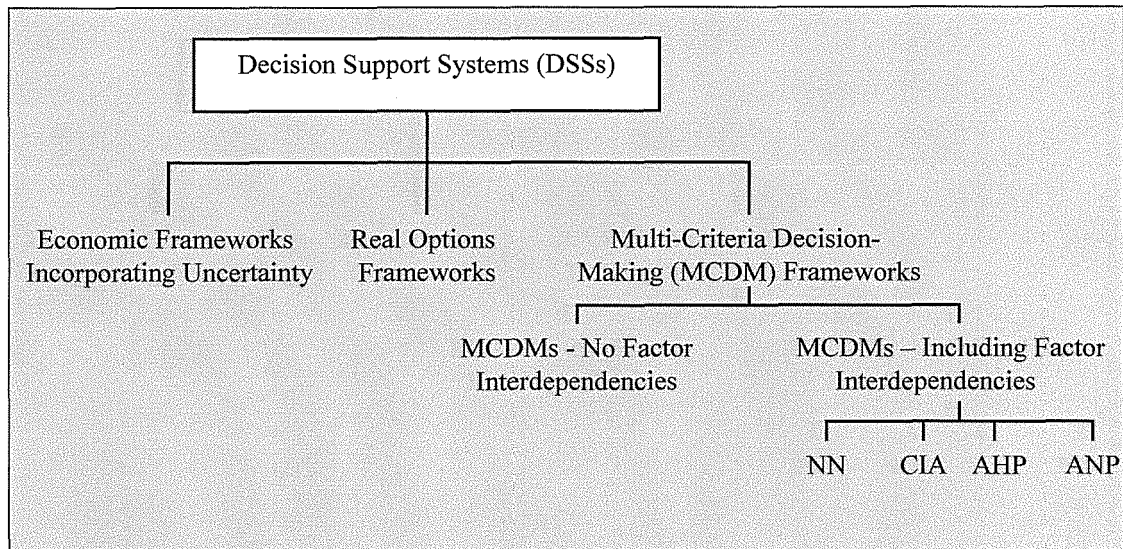 Decision Support Systems (DSSs)
Economic Frameworks
Incorporating Uncertainty
Real Options
Frameworks
Multi-Criteria Decision-
Making (MCDM) Frameworks
MCDMs - No Factor
Interdependencies
MCDMs – Including Factor
Interdependencies
NN CIA AHP ANP